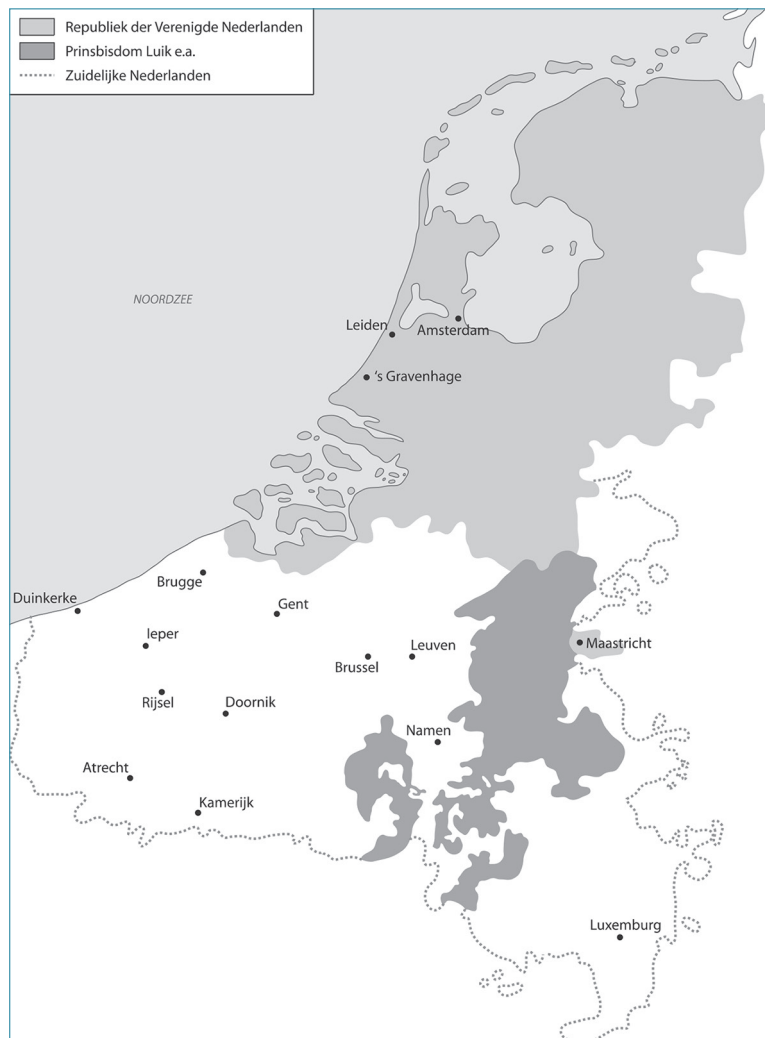 Republiek der Verenigde Nederlanden
Prinsbisdom Luik e.a.
Zuidelijke Nederlanden
NOORDZEE
Leiden
Amsterdam
's Gravenhage
Brugge
Duinkerke
Gent
Ieper
Leuven
Maastricht
Brussel
Rijsel
Doornik
Namen
Atrecht
Kamerijk
Luxemburg